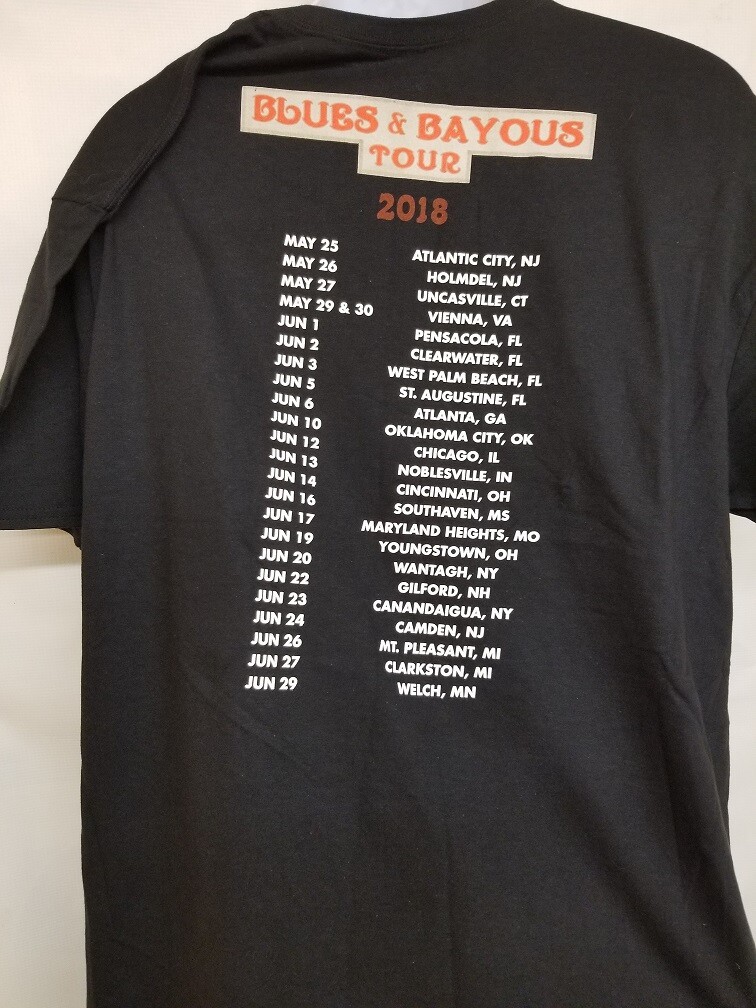 BLUES & BAYOUS
TOUR
2018
MAY 25 ATLANTIC CITY, NJ
MAY 26 HOLMDEL, NJ
MAY 27 UNCASVILLE, CT
MAY 29 & 30 VIENNA, VA
JUN 1 PENSACOLA, FL
JUN 2 CLEARWATER, FL
JUN 3 WEST PALM BEACH, FL
JUN 5 ST. AUGUSTINE, FL
JUN 6 ATLANTA, GA
JUN 10 OKLAHOMA CITY, OK
JUN 12 CHICAGO, IL
JUN 13 NOBLESVILLE, IN
JUN 14 CINCINNATI, OH
JUN 16 SOUTHAVEN, MS
JUN 17 MARYLAND HEIGHTS, MO
JUN 19 YOUNGSTOWN, OH
JUN 20 WANTAGH, NY
JUN 22 GILFORD, NH
JUN 23 CANANDAIGUA, NY
JUN 24 CAMDEN, NJ
JUN 26 MT. PLEASANT, MI
JUN 27 CLARKSTON, MI
JUN 29 WELCH, MN